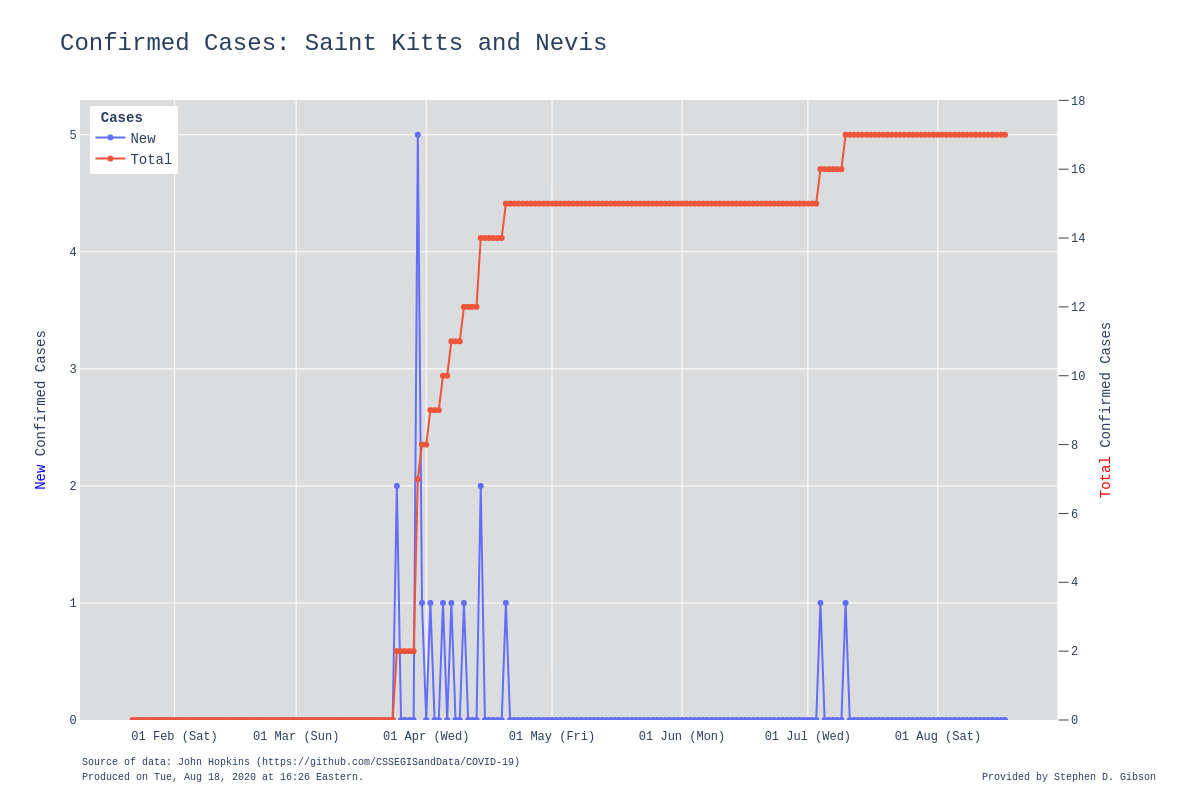 Confirmed Cases: Saint Kitts and Nevis
Cases
New
Total
5
4
3
2
1
0
New Confirmed Cases
18
16
14
12
10
8
6
4
2
0
Total Confirmed Cases
01 Feb (Sat) 01 Mar (Sun) 01 Apr (Wed) 01 May (Fri) 01 Jun (Mon) 01 Jul (Wed) 01 Aug (Sat)
Source of data: John Hopkins (https://github.com/CSSEGISandData/COVID-19)
Produced on Tue, Aug 18, 2020 at 16:26 Eastern.
Provided by Stephen D. Gibson